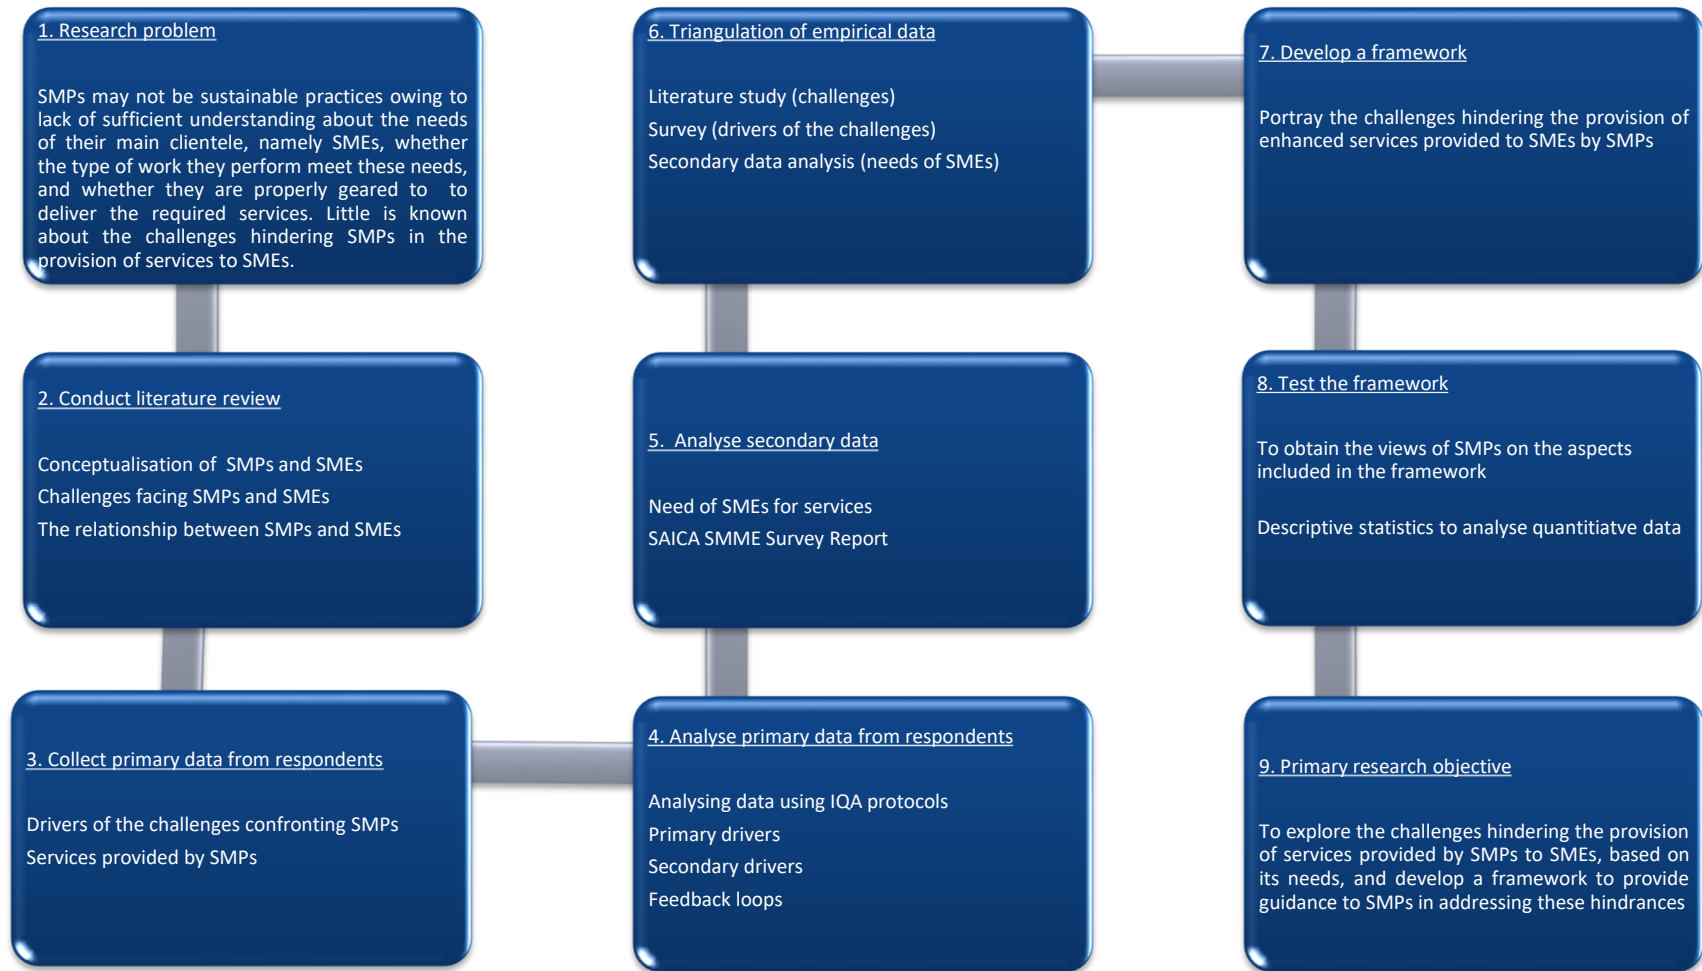 1. Research problem
SMPs may not be sustainable practices owing to
lack of sufficient understanding about the needs
of their main clientele, namely SMEs, whether
the type of work they perform meet these needs,
and whether they are properly geared to to
deliver the required services. Little is known
about the challenges hindering SMPs in the
provision of services to SMEs.
2. Conduct literature review
Conceptualisation of SMPs and SMEs
Challenges facing SMPs and SMEs
The relationship between SMPs and SMEs
3. Collect primary data from respondents
Drivers of the challenges confronting SMPs
Services provided by SMPs
4. Analyse primary data from respondents
Analysing data using IQA protocols
Primary drivers
Secondary drivers
Feedback loops
5. Analyse secondary data
Need of SMEs for services
SAICA SMME Survey Report
6. Triangulation of empirical data
Literature study (challenges)
Survey (drivers of the challenges)
Secondary data analysis (needs of SMEs)
7. Develop a framework
Portray the challenges hindering the provision of
enhanced services provided to SMEs by SMPs
8. Test the framework
To obtain the views of SMPs on the aspects
included in the framework
Descriptive statistics to analyse quantitiatve data
9. Primary research objective
To explore the challenges hindering the provision
of services provided by SMPs to SMEs, based on
its needs, and develop a framework to provide
guidance to SMPs in addressing these hindrances